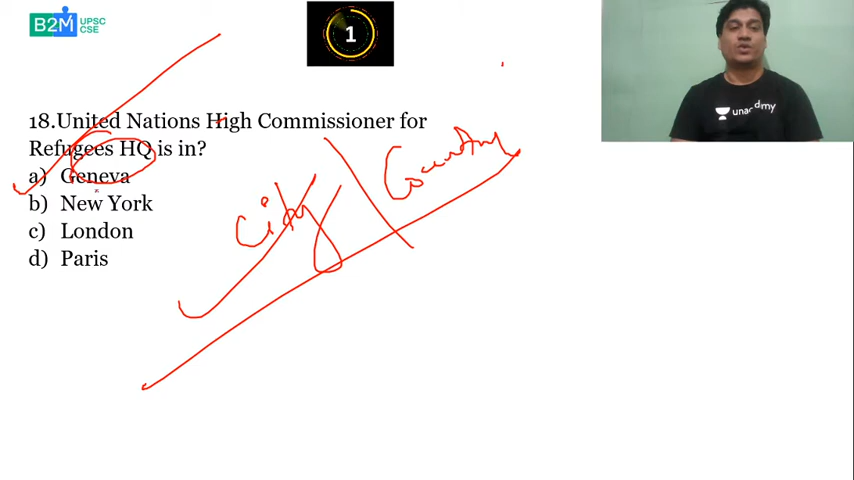 B2M UPSC
CSE
1
18.United Nations High Commissioner for
Refugees HQ is in?
a) Geneva
b) New York
c) London
d) Paris
City
Country
unacademy